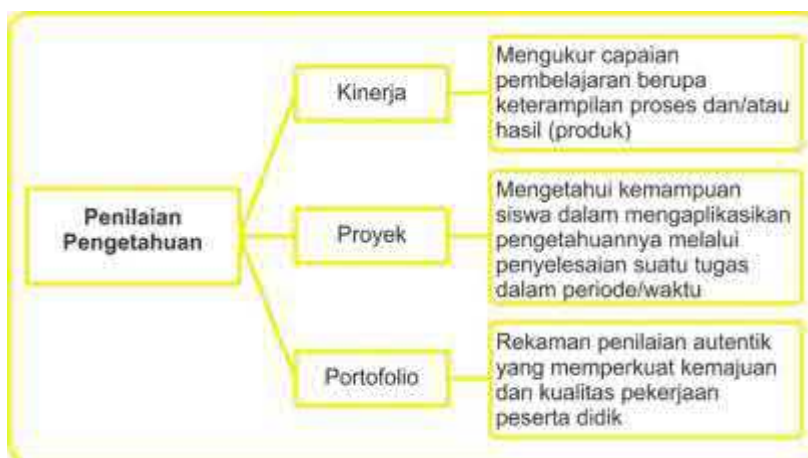 Penilaian
Pengetahuan
Kinerja
Mengukur capaian
pembelajaran berupa
keterampilan proses dan/atau
hasil (produk)
Proyek
Mengetahui kemampuan
siswa dalam mengaplikasikan
pengetahuannya melalui
penyelesaian suatu tugas
dalam periode/waktu
Portofolio
Rekaman penilaian autentik
yang memperkuat kemajuan
dan kualitas pekerjaan
peserta didik